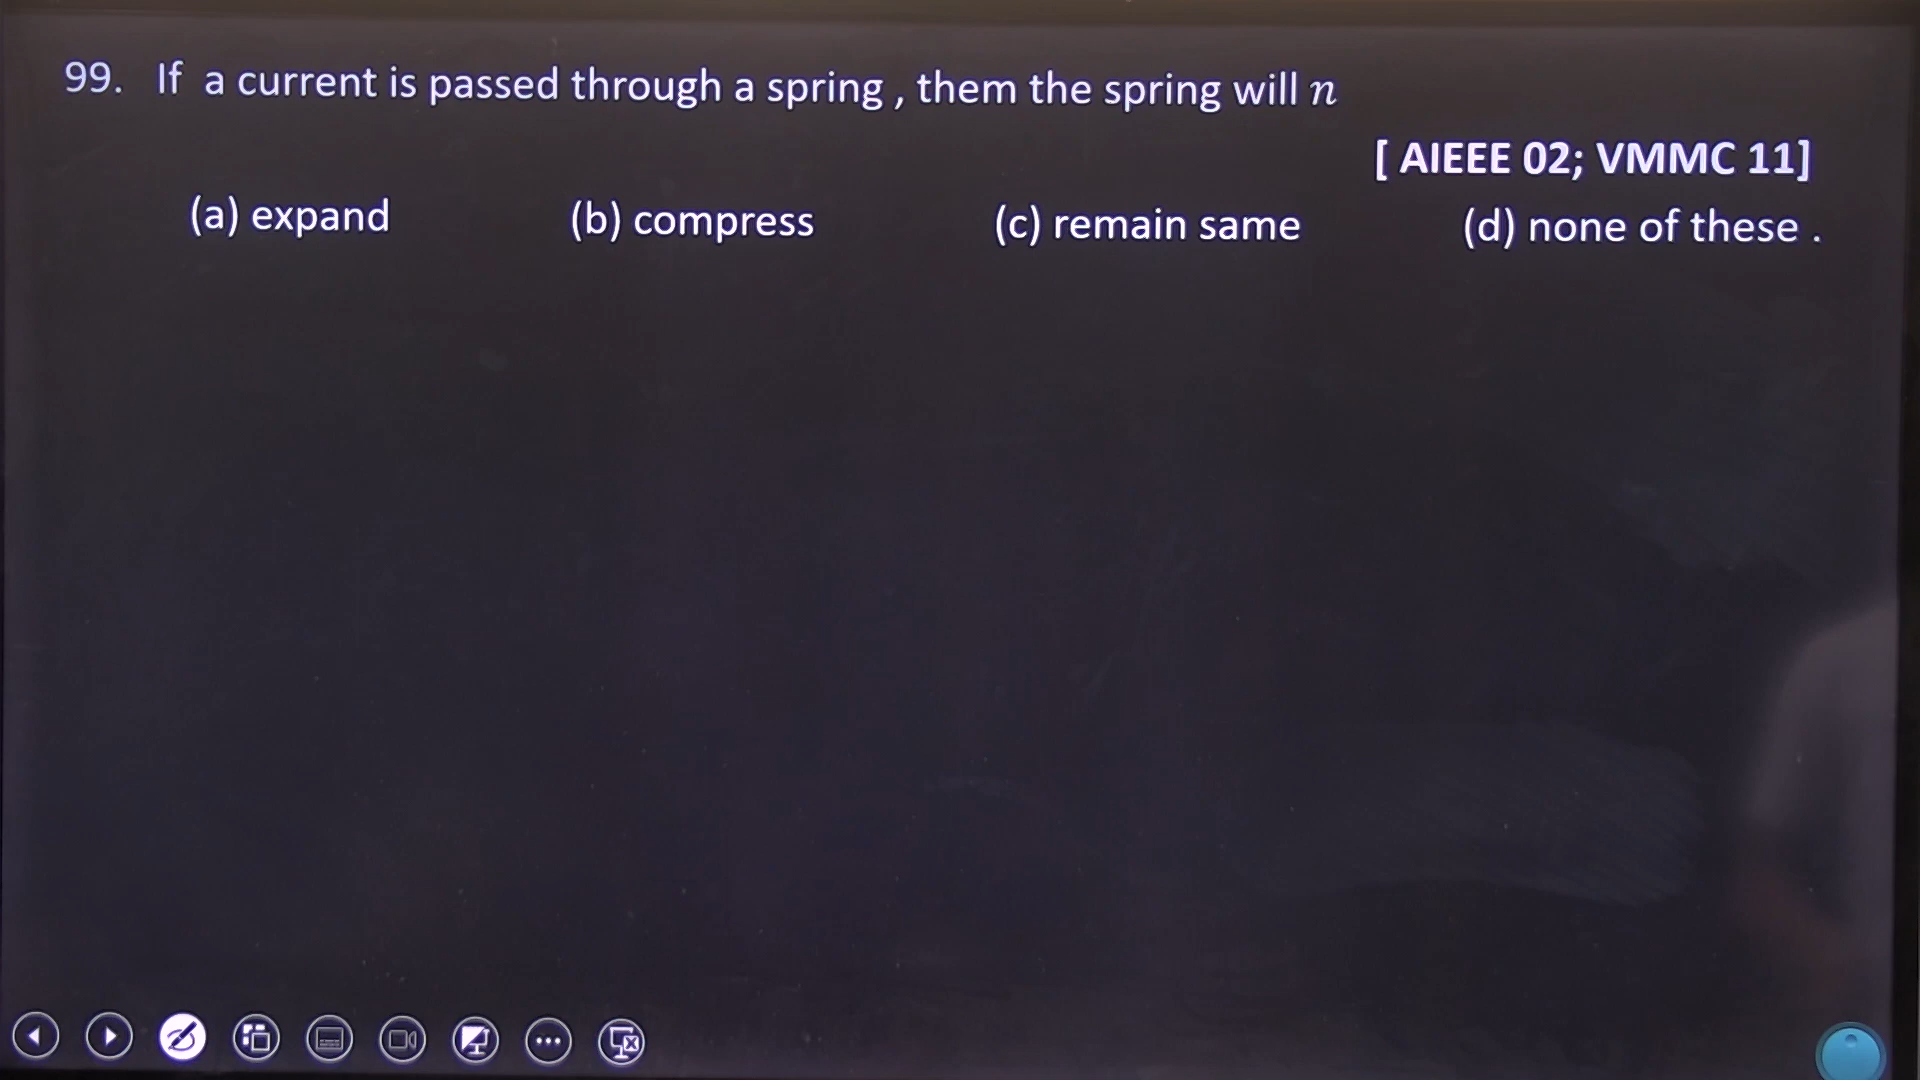 99. If a current is passed through a spring , them the spring will n
[ AIEEE 02; VMMC 11]
(a) expand (b) compress (c) remain same (d) none of these .